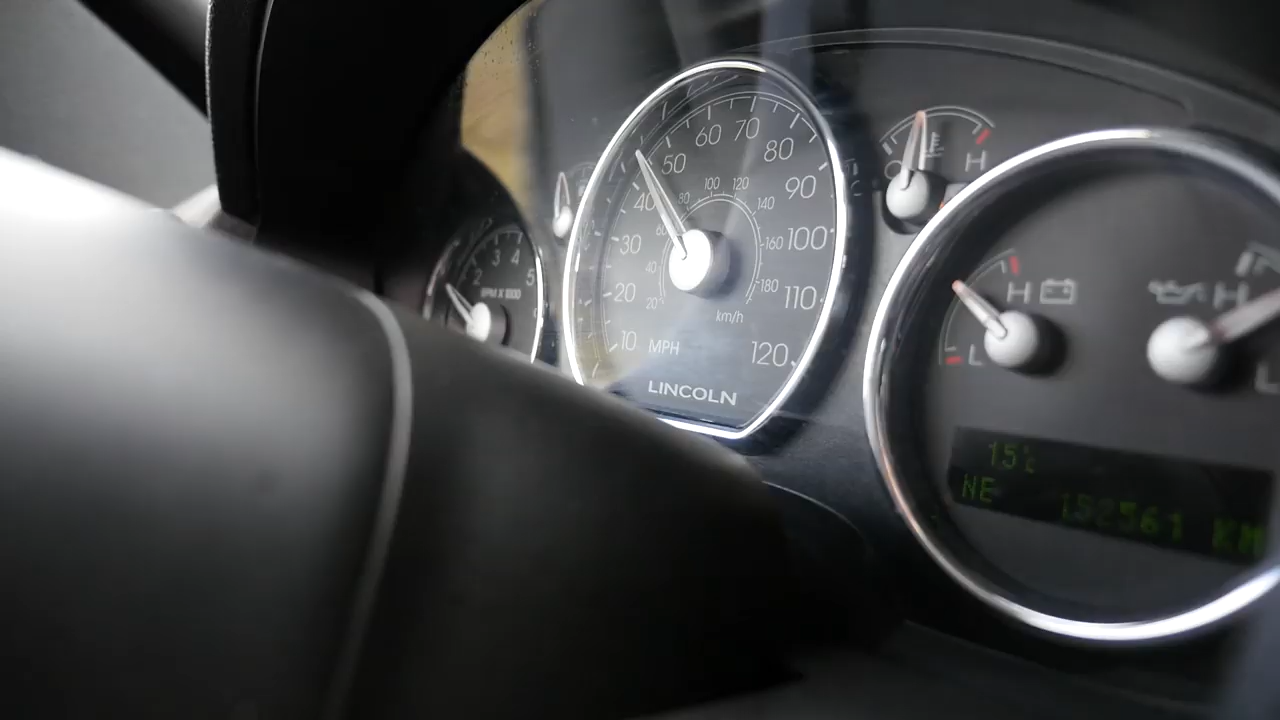 2 3 4 5
RPM X 1000
10 20 30 40 50 60 70 80 90 100 110 120
20 40 60 80 100 120 140 160 180
km/h
MPH
LINCOLN
H
H
L
H
L
15°C
NE
KM